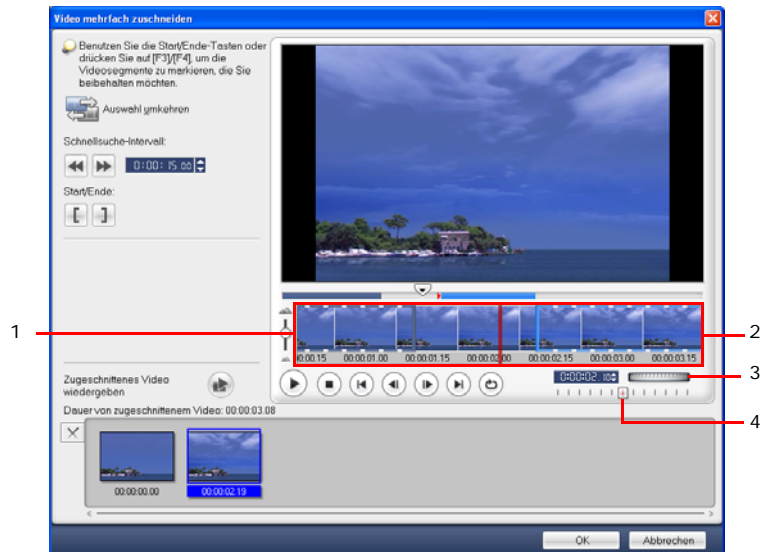 Video mehrfach zuschneiden
Benutzen Sie die Start/Ende-Tasten oder
drücken Sie auf [F3]/[F4], um die
Videosegmente zu markieren, die Sie
beibehalten möchten.
Auswahl umkehren
Schnellsuche-Intervall:
0:00:15.00
Start/Ende:
1
2
00:00:01.00 00:00:01.15 00:00:02.00 00:00:02.15 00:00:03.00 00:00:03.15
3
0:00:02.10
4
Zugeschnittenes Video
wiedergeben
Dauer von zugeschnittenem Video: 00:00:03.08
00:00:00.00
00:00:02.19
OK
Abbrechen